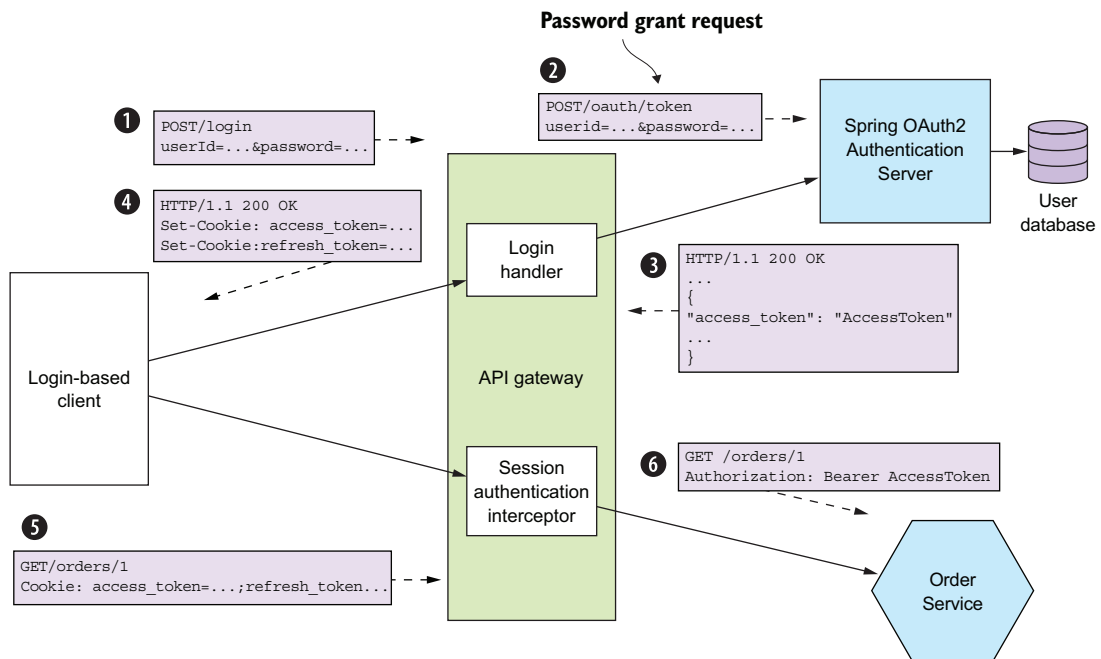 Password grant request
2
POST/oauth/token
userid=...&password=...
1
POST/login
userId=...&password=...
Spring OAuth2
Authentication
Server
User
database
4
HTTP/1.1 200 OK
Set-Cookie: access_token=...
Set-Cookie:refresh_token=...
Login
handler
3
HTTP/1.1 200 OK
...
{
"access_token": "AccessToken"
...
}
Login-based
client
API gateway
Session
authentication
interceptor
6
GET /orders/1
Authorization: Bearer AccessToken
5
GET/orders/1
Cookie: access_token=...;refresh_token...
Order
Service